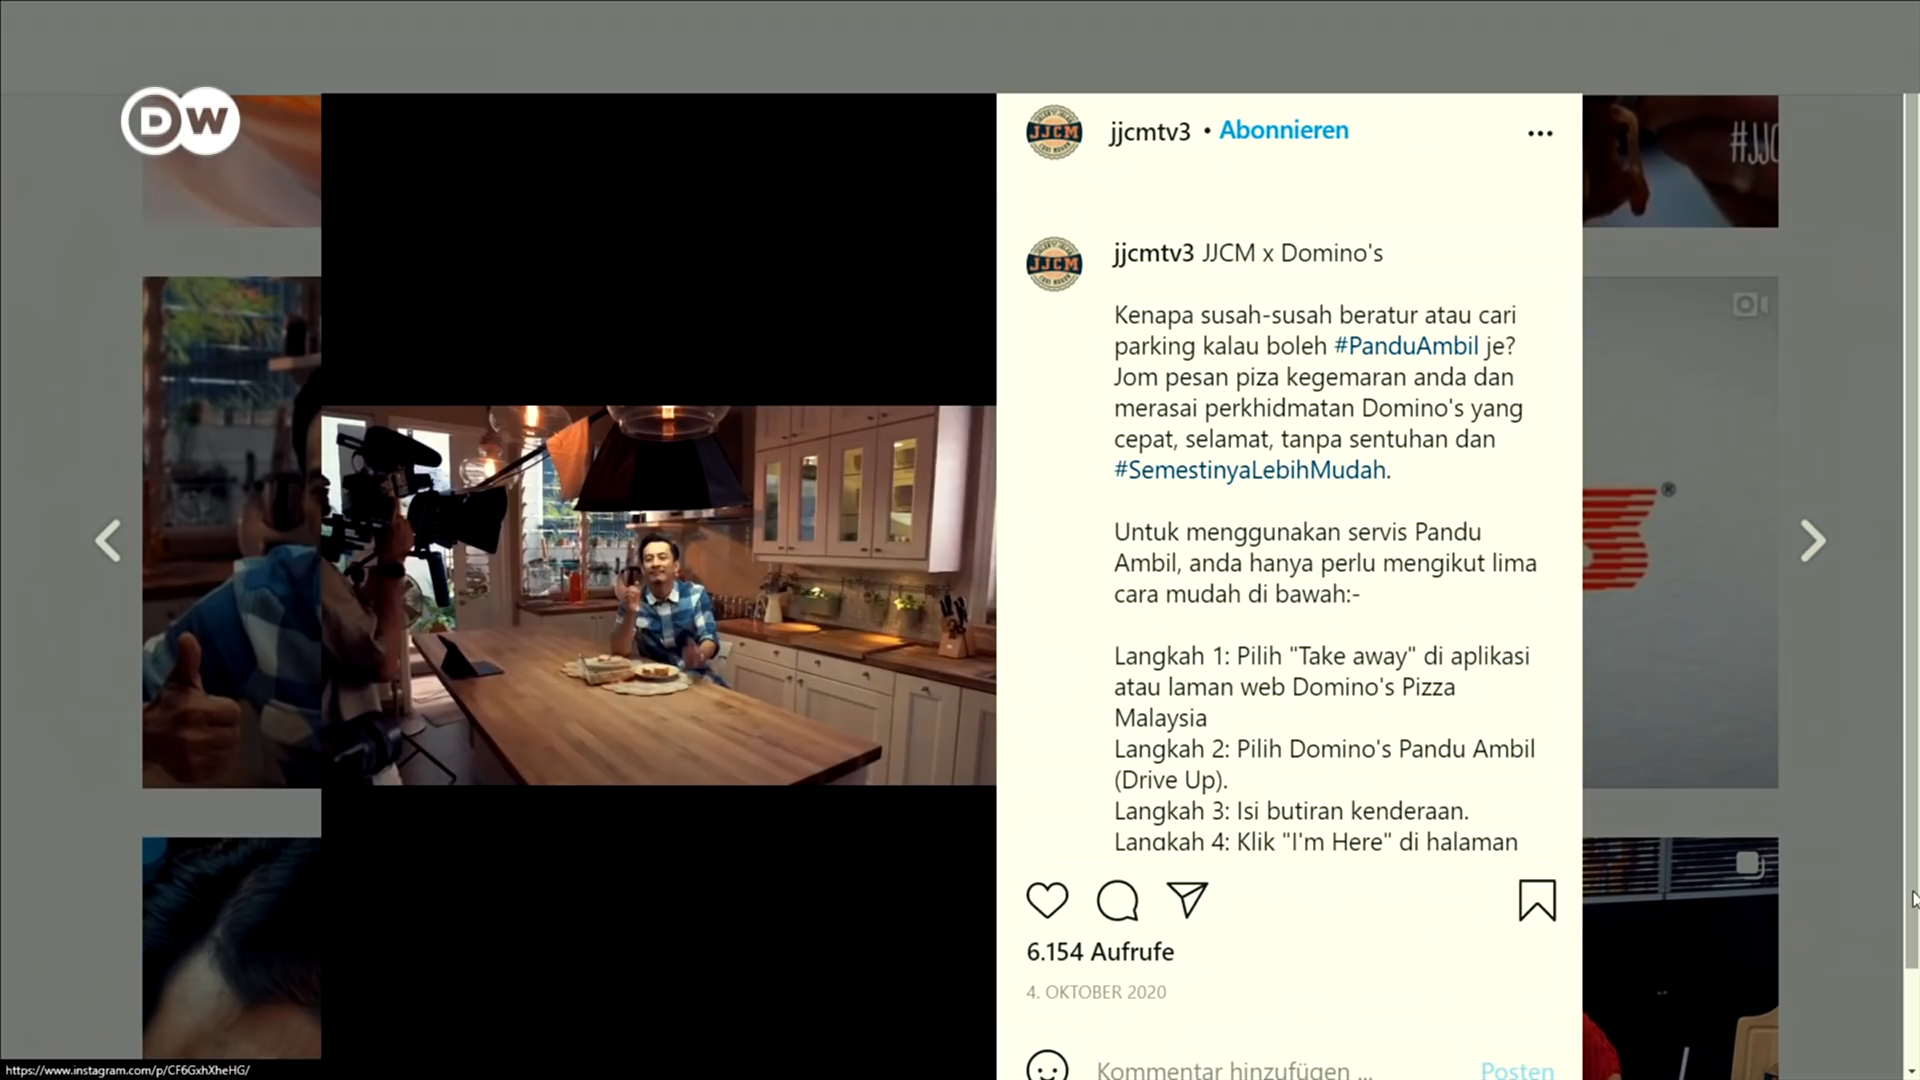 DW
#JJC
JJCM
jjcmtv3 • Abonnieren
JJCM
jjcmtv3 JJCM x Domino's
Kenapa susah-susah beratur atau cari
parking kalau boleh #PanduAmbil je?
Jom pesan piza kegemaran anda dan
merasai perkhidmatan Domino's yang
cepat, selamat, tanpa sentuhan dan
#SemestinyaLebihMudah.
Untuk menggunakan servis Pandu
Ambil, anda hanya perlu mengikut lima
cara mudah di bawah:-
Langkah 1: Pilih "Take away" di aplikasi
atau laman web Domino's Pizza
Malaysia
Langkah 2: Pilih Domino's Pandu Ambil
(Drive Up).
Langkah 3: Isi butiran kenderaan.
Langkah 4: Klik "I'm Here" di halaman
6.154 Aufrufe
4. OKTOBER 2020
Kommentar hinzufügen ...
Posten
https://www.instagram.com/p/CF6GxhXheHG/